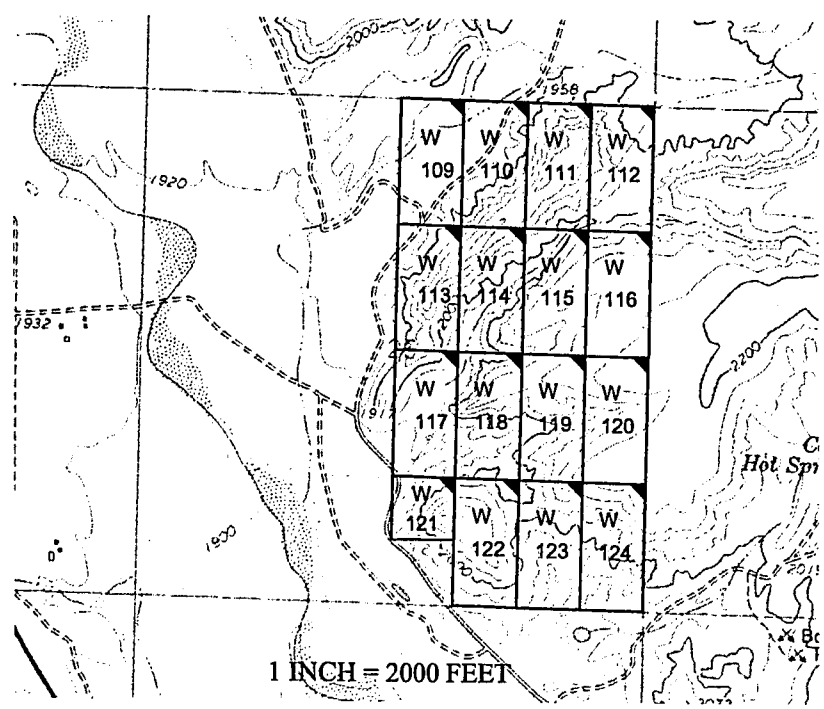 2000
1958
W W W W
109 110 111 112
1920
W W W W
113 114 115 116
1932
2200
W W W W
117 118 119 120
Hot Spr
W W W W
121 122 123 124
1900
1 INCH = 2000 FEET